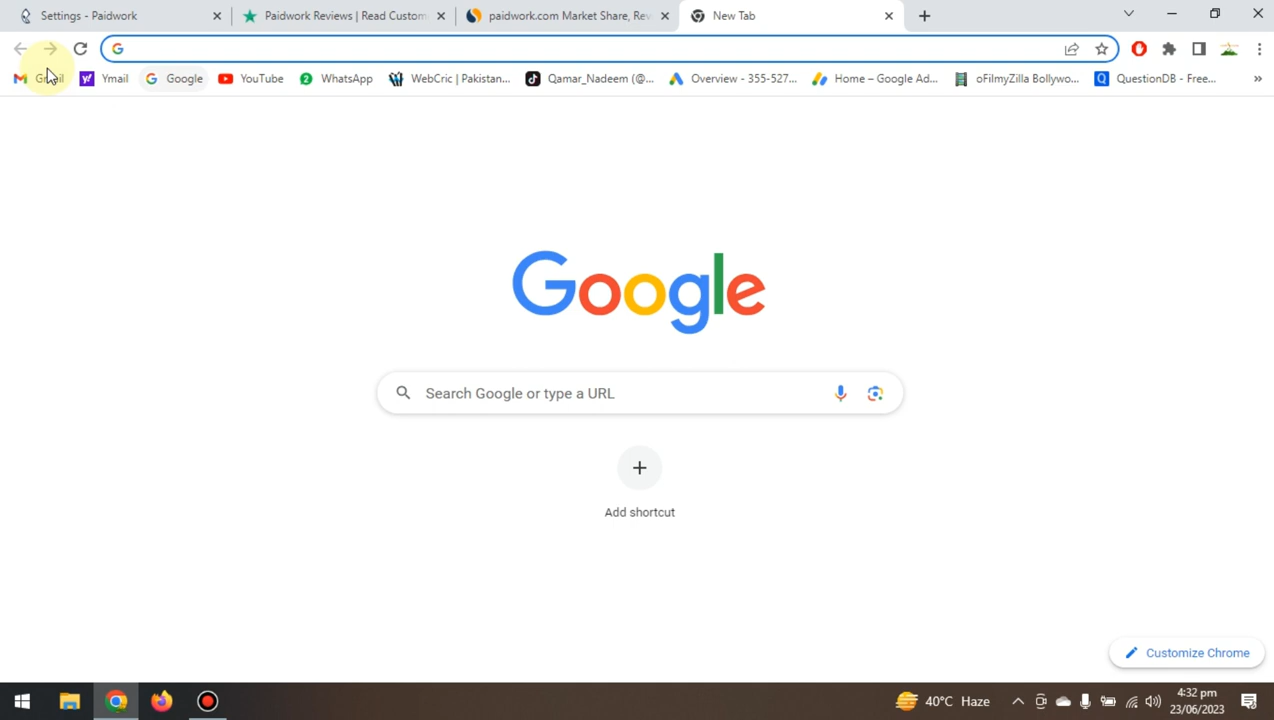 Settings - Paidwork
Paidwork Reviews | Read Custom
paidwork.com Market Share, Rev
New Tab
Gmail
Ymail
Google
YouTube
WhatsApp
WebCric | Pakistan...
Qamar_Nadeem (@...
Overview - 355-527...
Home – Google Ad...
oFilmyZilla Bollywo...
QuestionDB - Free...
»
Google
Search Google or type a URL
Add shortcut
Customize Chrome
40°C Haze
4:32 pm
23/06/2023